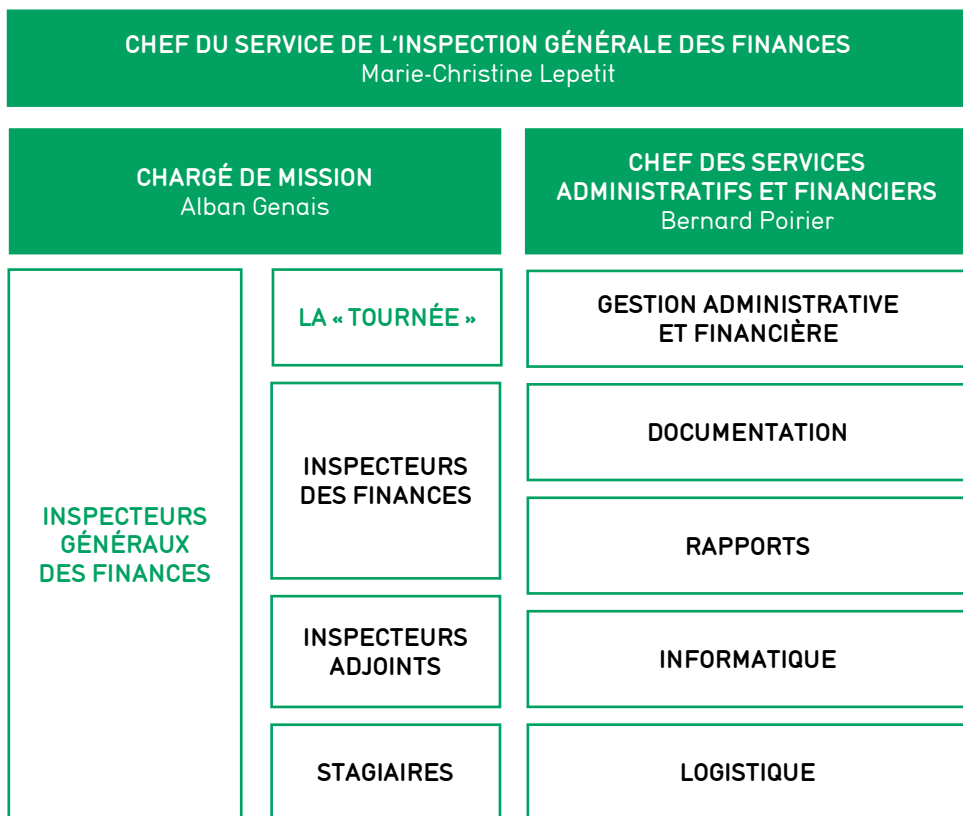 CHEF DU SERVICE DE L'INSPECTION GÉNÉRALE DES FINANCES
Marie-Christine Lepetit
CHARGÉ DE MISSION
Alban Genais
CHEF DES SERVICES
ADMINISTRATIFS ET FINANCIERS
Bernard Poirier
INSPECTEURS
GÉNÉRAUX
DES FINANCES
LA « TOURNÉE »
INSPECTEURS
DES FINANCES
INSPECTEURS
ADJOINTS
STAGIAIRES
GESTION ADMINISTRATIVE
ET FINANCIÈRE
DOCUMENTATION
RAPPORTS
INFORMATIQUE
LOGISTIQUE